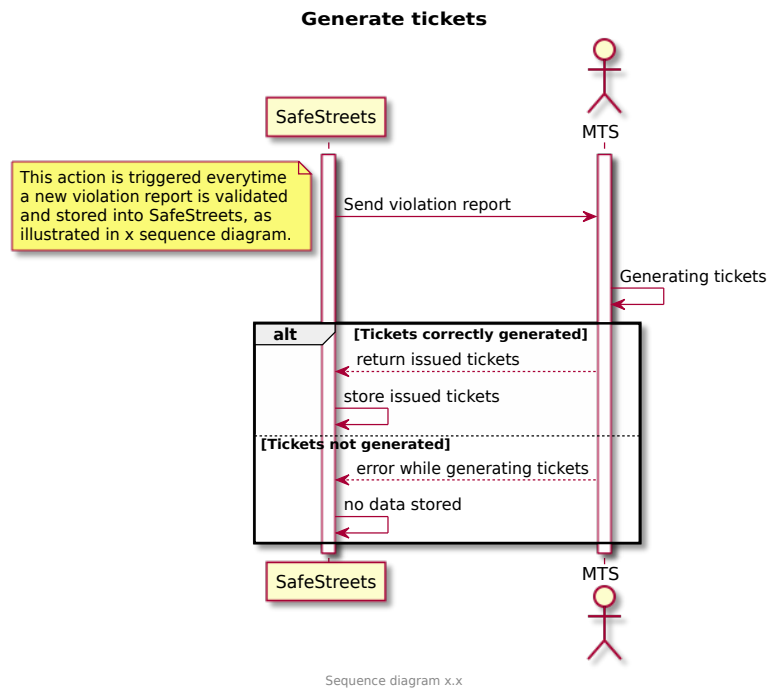 Generate tickets
SafeStreets
MTS
This action is triggered everytime
a new violation report is validated
and stored into SafeStreets, as
illustrated in x sequence diagram.
Send violation report
Generating tickets
alt
[Tickets correctly generated]
return issued tickets
store issued tickets
[Tickets not generated]
error while generating tickets
no data stored
SafeStreets
MTS
Sequence diagram x.x